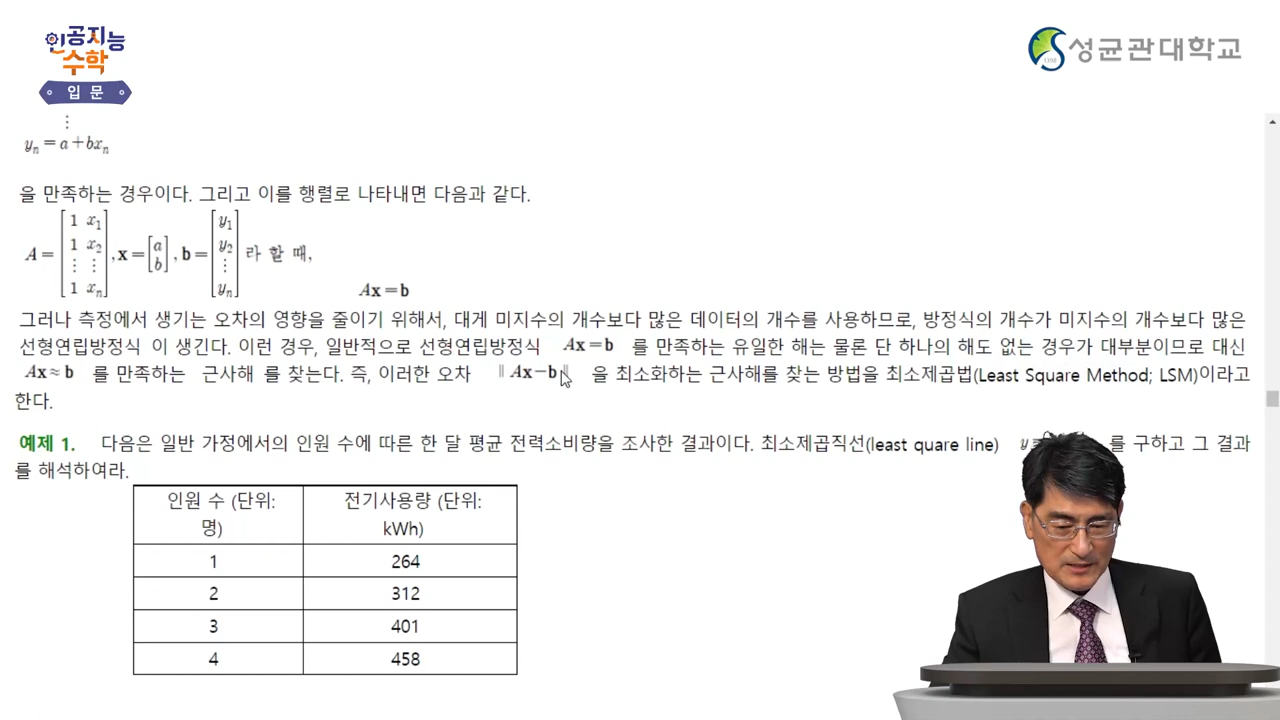 인공지능
수학
입문
성균관대학교
⋮
yₙ = a + bxₙ
을 만족하는 경우이다. 그리고 이를 행렬로 나타내면 다음과 같다.
A = [1 x₁; 1 x₂; ⋮ ⋮; 1 xₙ], x = [a; b], b = [y₁; y₂; ⋮; yₙ] 라 할 때,
Ax = b
그러나 측정에서 생기는 오차의 영향을 줄이기 위해서, 대게 미지수의 개수보다 많은 데이터의 개수를 사용하므로, 방정식의 개수가 미지수의 개수보다 많은
선형연립방정식 이 생긴다. 이런 경우, 일반적으로 선형연립방정식 Ax = b 를 만족하는 유일한 해는 물론 단 하나의 해도 없는 경우가 대부분이므로 대신
Ax ≈ b 를 만족하는 근사해 를 찾는다. 즉, 이러한 오차 ‖Ax − b‖ 을 최소화하는 근사해를 찾는 방법을 최소제곱법(Least Square Method; LSM)이라고
한다.
예제 1. 다음은 일반 가정에서의 인원 수에 따른 한 달 평균 전력소비량을 조사한 결과이다. 최소제곱직선(least quare line) 를 구하고 그 결과
를 해석하여라.
인원 수 (단위: 전기사용량 (단위:
명) kWh)
1 264
2 312
3 401
4 458